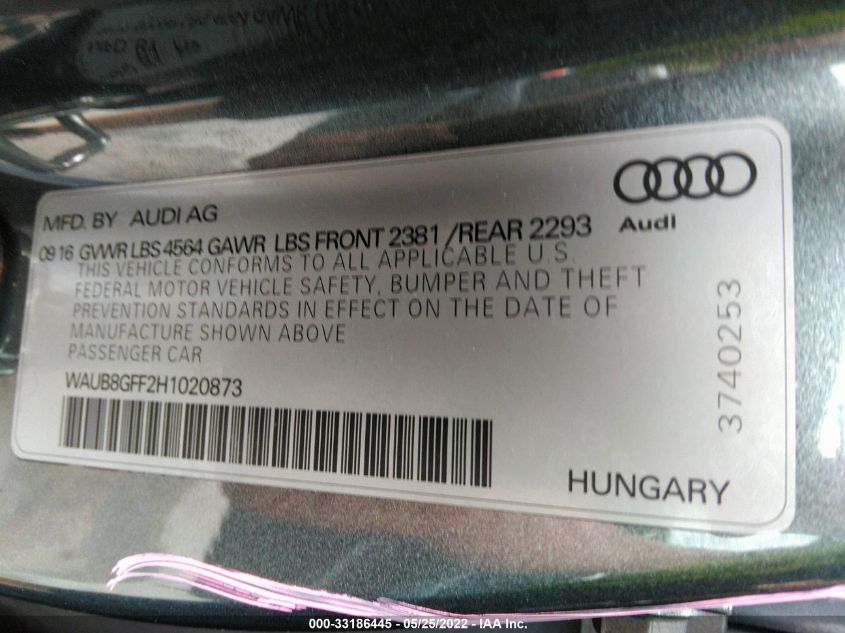 MFD. BY AUDI AG
Audi
09 16 GVWR LBS 4564 GAWR LBS FRONT 2381 / REAR 2293
THIS VEHICLE CONFORMS TO ALL APPLICABLE U.S.
FEDERAL MOTOR VEHICLE SAFETY, BUMPER AND THEFT
PREVENTION STANDARDS IN EFFECT ON THE DATE OF
MANUFACTURE SHOWN ABOVE
PASSENGER CAR
WAUB8GFF2H1020873
3740253
HUNGARY
000-33186445 - 05/25/2022 - IAA Inc.